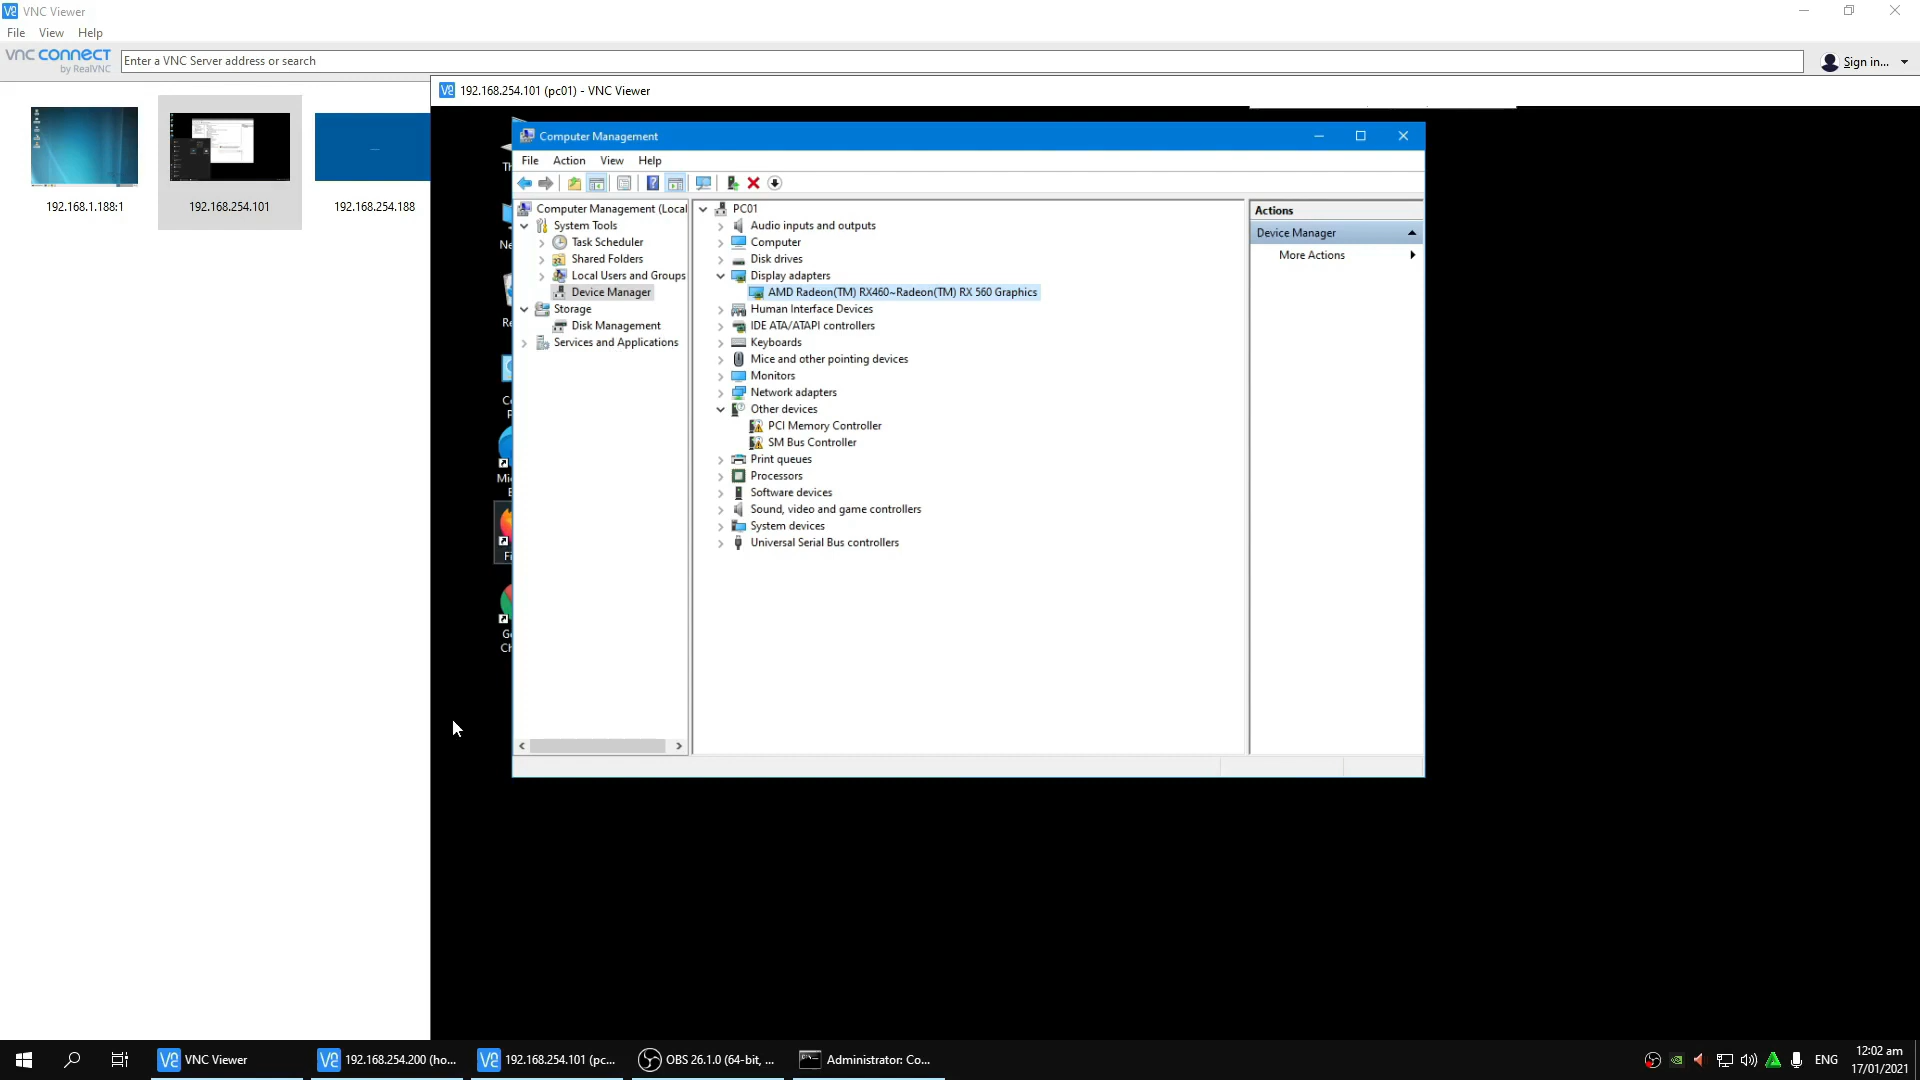 VNC Viewer
File View Help
vnc connect
by RealVNC
Enter a VNC Server address or search
Sign in...
192.168.1.188:1
192.168.254.101
192.168.254.188
192.168.254.101 (pc01) - VNC Viewer
Computer Management
File Action View Help
Computer Management (Local
System Tools
Task Scheduler
Shared Folders
Local Users and Groups
Device Manager
Storage
Disk Management
Services and Applications
PC01
Audio inputs and outputs
Computer
Disk drives
Display adapters
AMD Radeon(TM) RX460~Radeon(TM) RX 560 Graphics
Human Interface Devices
IDE ATA/ATAPI controllers
Keyboards
Mice and other pointing devices
Monitors
Network adapters
Other devices
PCI Memory Controller
SM Bus Controller
Print queues
Processors
Software devices
Sound, video and game controllers
System devices
Universal Serial Bus controllers
Actions
Device Manager
More Actions
VNC Viewer
192.168.254.200 (ho...
192.168.254.101 (pc...
OBS 26.1.0 (64-bit, ...
Administrator: Co...
ENG
12:02 am
17/01/2021